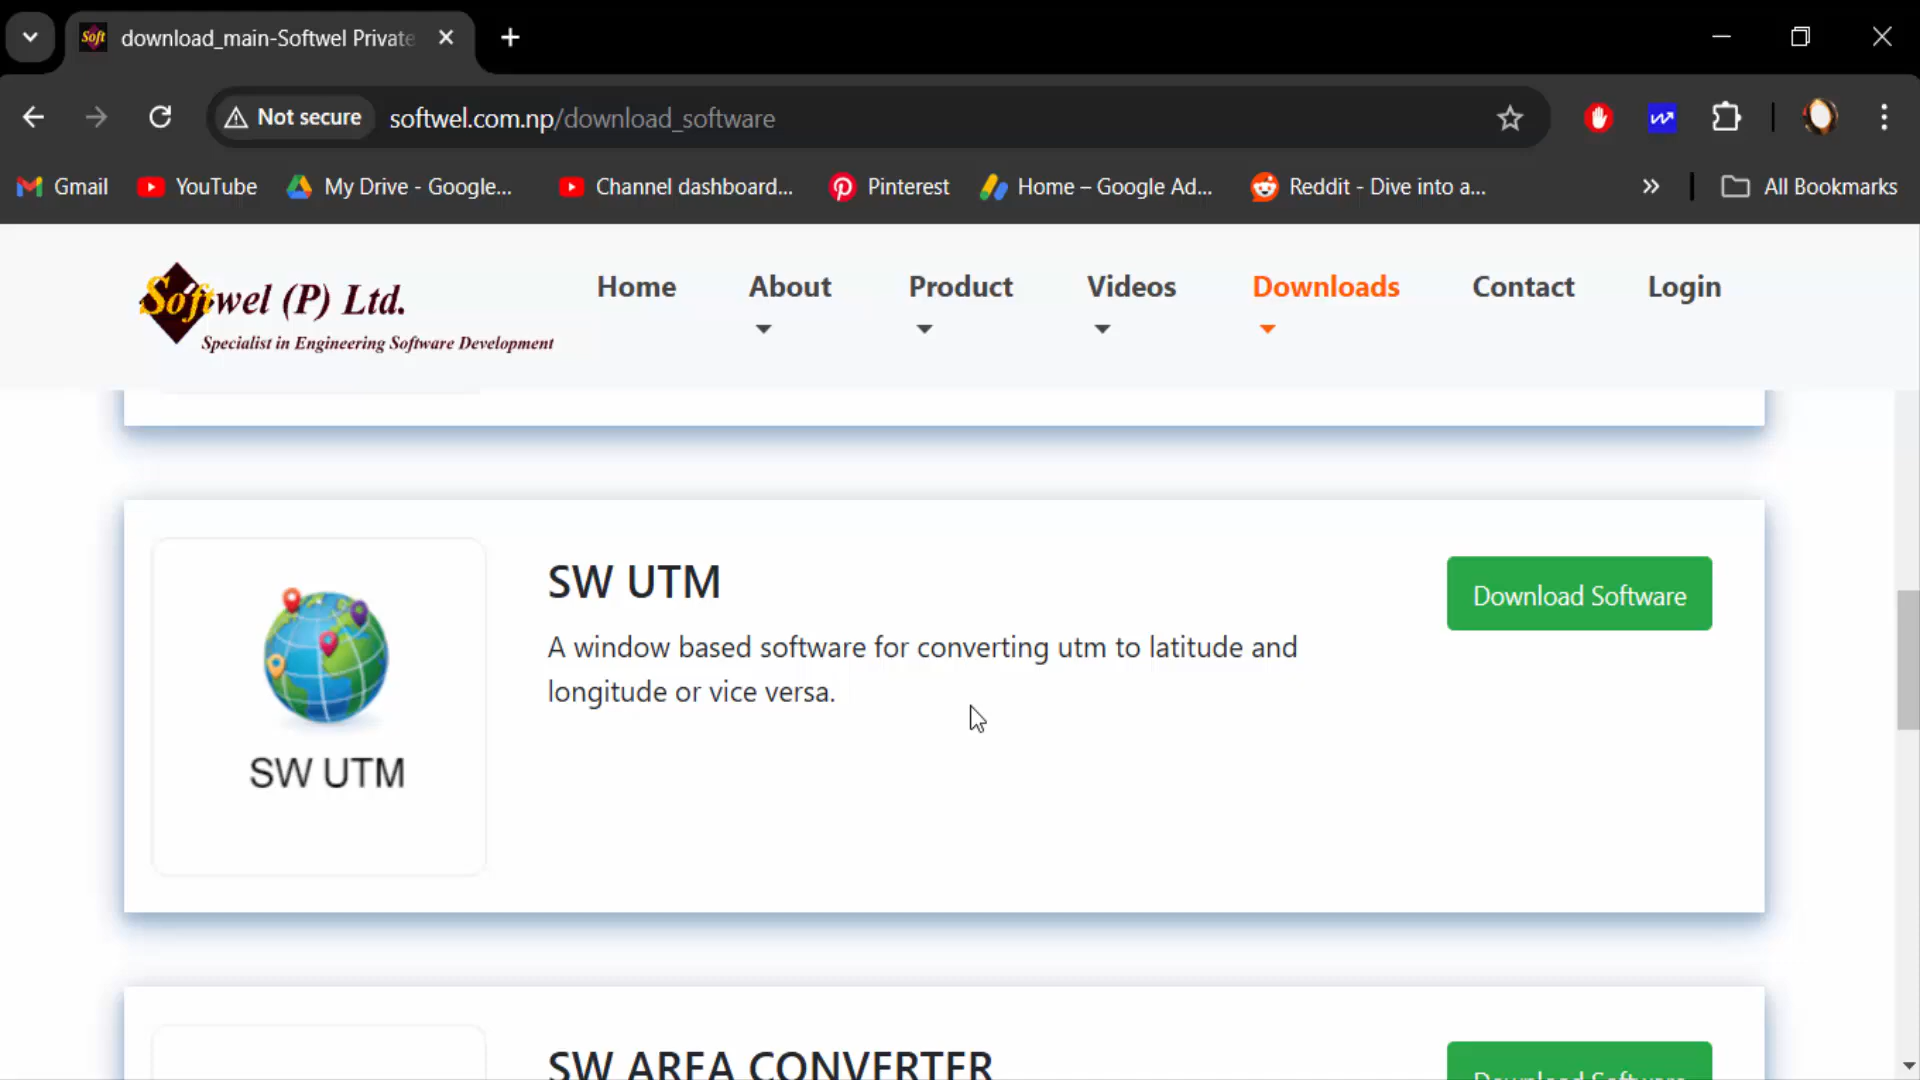 Soft
download_main-Softwel Private
Not secure
softwel.com.np/download_software
Gmail
YouTube
My Drive - Google...
Channel dashboard...
Pinterest
Home – Google Ad...
Reddit - Dive into a...
»
All Bookmarks
Softwel (P) Ltd.
Specialist in Engineering Software Development
Home
About
Product
Videos
Downloads
Contact
Login
SW UTM
SW UTM
A window based software for converting utm to latitude and
longitude or vice versa.
Download Software
SW AREA CONVERTER
Download Software